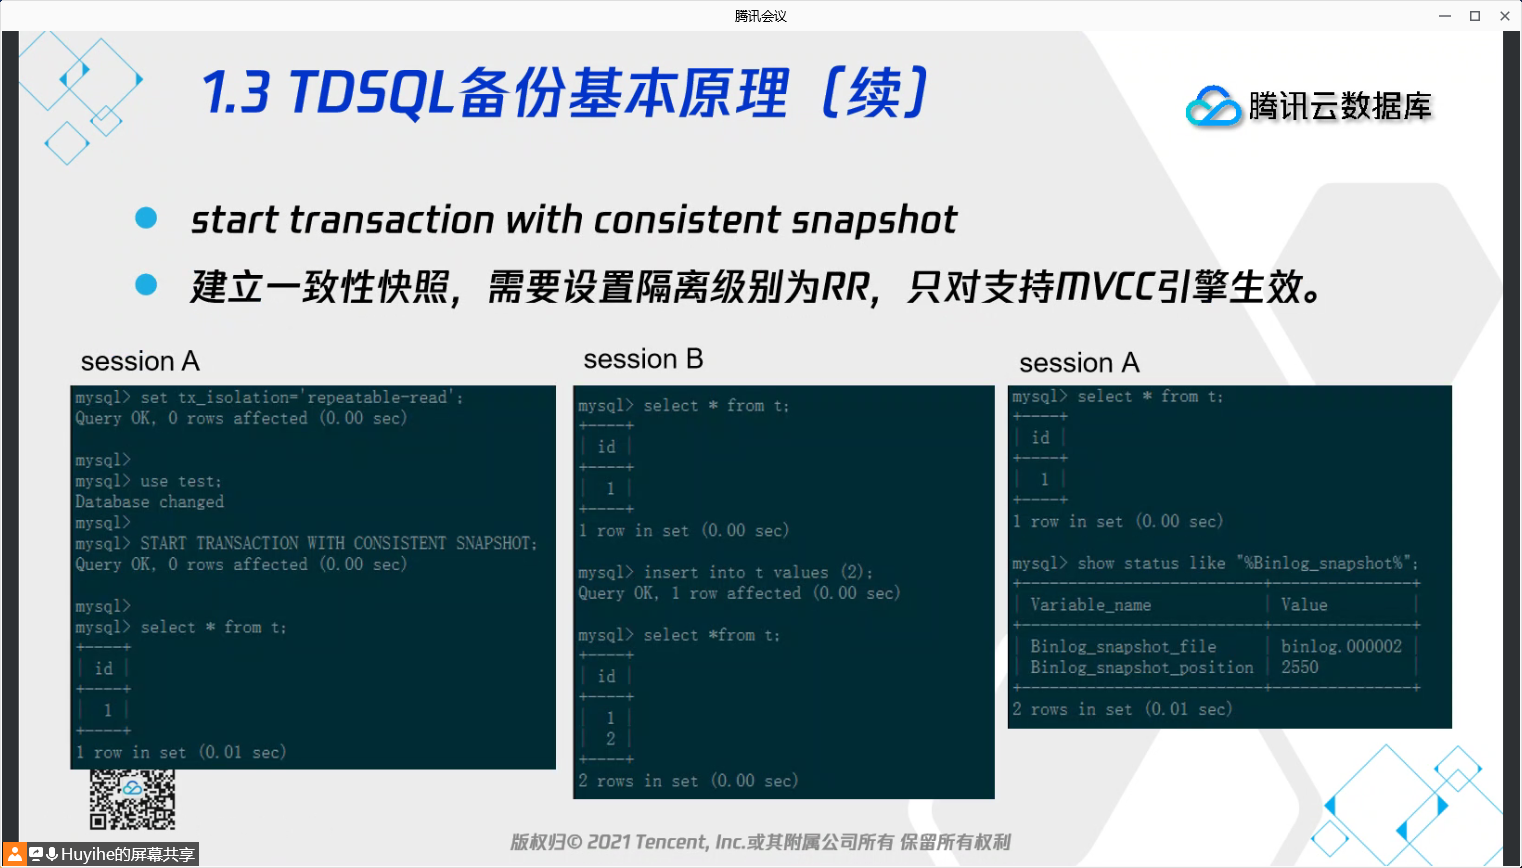 腾讯会议
1.3 TDSQL备份基本原理（续）
腾讯云数据库
start transaction with consistent snapshot
建立一致性快照，需要设置隔离级别为RR，只对支持MVCC引擎生效。
session A
mysql> set tx_isolation='repeatable-read';
Query OK, 0 rows affected (0.00 sec)
mysql>
mysql> use test;
Database changed
mysql>
mysql> START TRANSACTION WITH CONSISTENT SNAPSHOT;
Query OK, 0 rows affected (0.00 sec)
mysql>
mysql> select * from t;
+----+
| id |
+----+
| 1 |
+----+
1 row in set (0.01 sec)
session B
mysql> select * from t;
+----+
| id |
+----+
| 1 |
+----+
1 row in set (0.00 sec)
mysql> insert into t values (2);
Query OK, 1 row affected (0.00 sec)
mysql> select *from t;
+----+
| id |
+----+
| 1 |
| 2 |
+----+
2 rows in set (0.00 sec)
session A
mysql> select * from t;
+----+
| id |
+----+
| 1 |
+----+
1 row in set (0.00 sec)
mysql> show status like "%Binlog_snapshot%";
+--------------------------+---------------+
| Variable_name | Value |
+--------------------------+---------------+
| Binlog_snapshot_file | binlog.000002 |
| Binlog_snapshot_position | 2550 |
+--------------------------+---------------+
2 rows in set (0.01 sec)
版权归© 2021 Tencent, Inc.或其附属公司所有 保留所有权利
Huyihe的屏幕共享